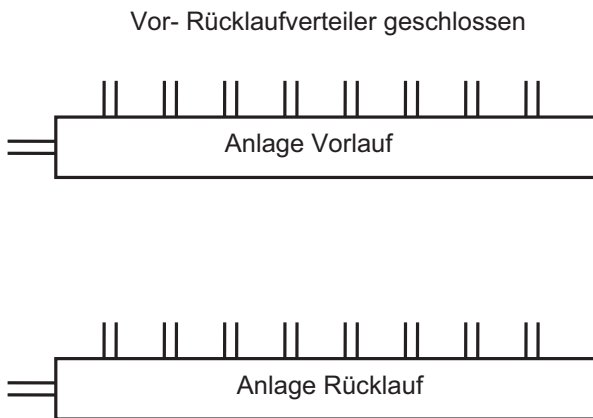 Vor- Rücklaufverteiler geschlossen
Anlage Vorlauf
Anlage Rücklauf